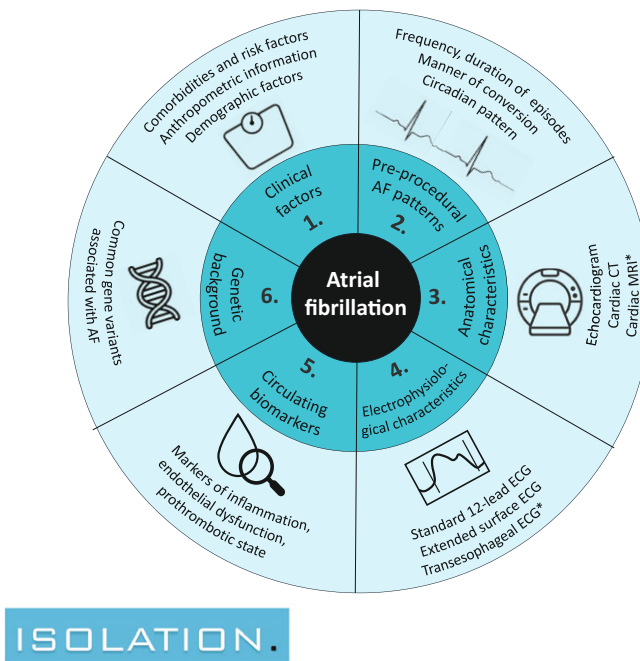 Comorbidities and risk factors
Anthropometric information
Demographic factors
Frequency, duration of episodes
Manner of conversion
Circadian pattern
Clinical
factors
1.
Pre-procedural
AF patterns
2.
Common gene variants
associated with AF
Genetic
background
6.
Atrial
fibrillation
3.
Anatomical
characteristics
Echocardiogram
Cardiac CT
Cardiac MRI*
5.
Circulating
biomarkers
4.
Electrophysiolo-
gical characteristics
Markers of inflammation,
endothelial dysfunction,
prothrombotic state
Standard 12-lead ECG
Extended surface ECG
Transesophageal ECG*
ISOLATION.